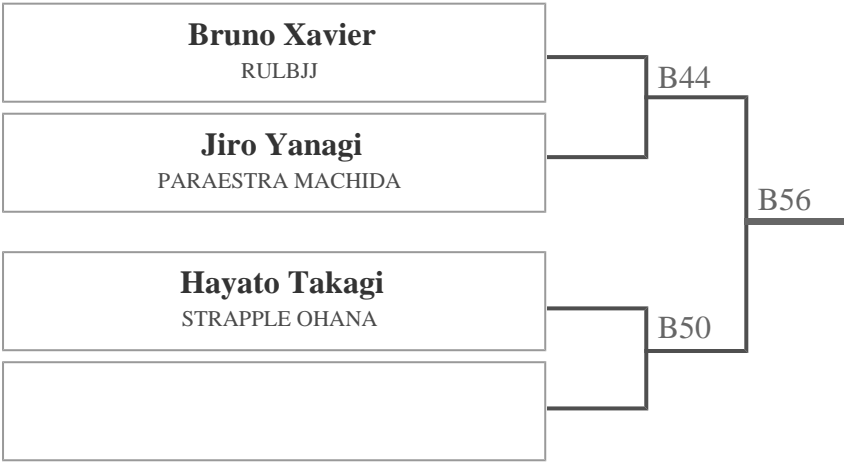 Bruno Xavier
RULBJJ
B44
Jiro Yanagi
PARAESTRA MACHIDA
B56
Hayato Takagi
STRAPPLE OHANA
B50